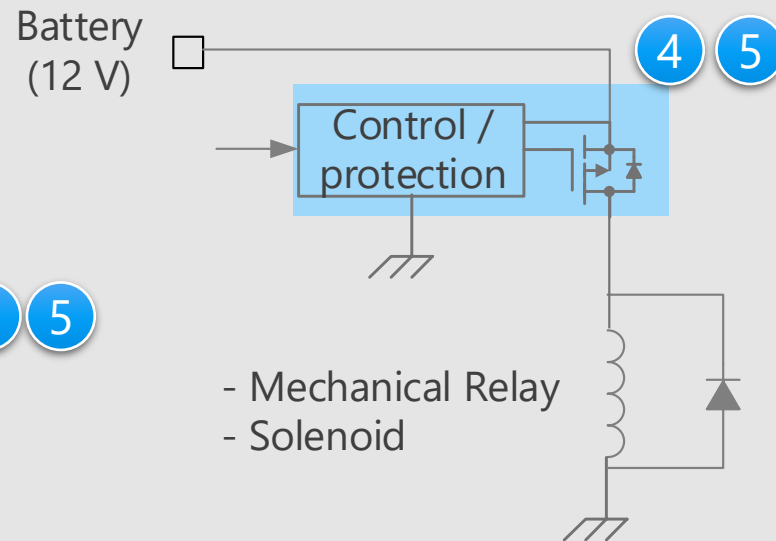 Battery
(12 V)
4 5
Control /
protection
5
- Mechanical Relay
- Solenoid